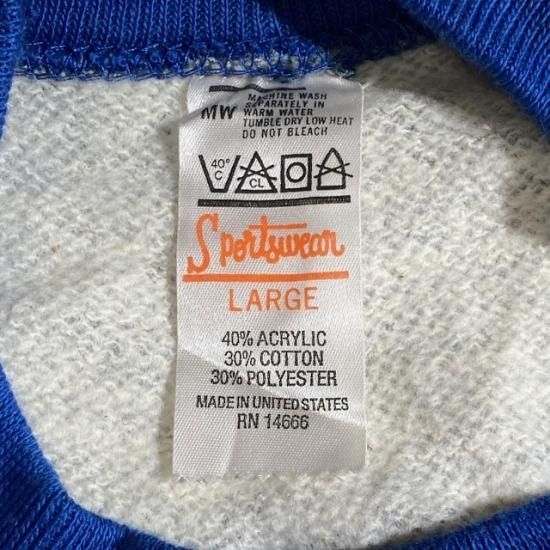 MACHINE WASH
MW SEPARATELY IN
WARM WATER
TUMBLE DRY LOW HEAT
DO NOT BLEACH
40°
C CL
Sportswear
LARGE
40% ACRYLIC
30% COTTON
30% POLYESTER
MADE IN UNITED STATES
RN 14666